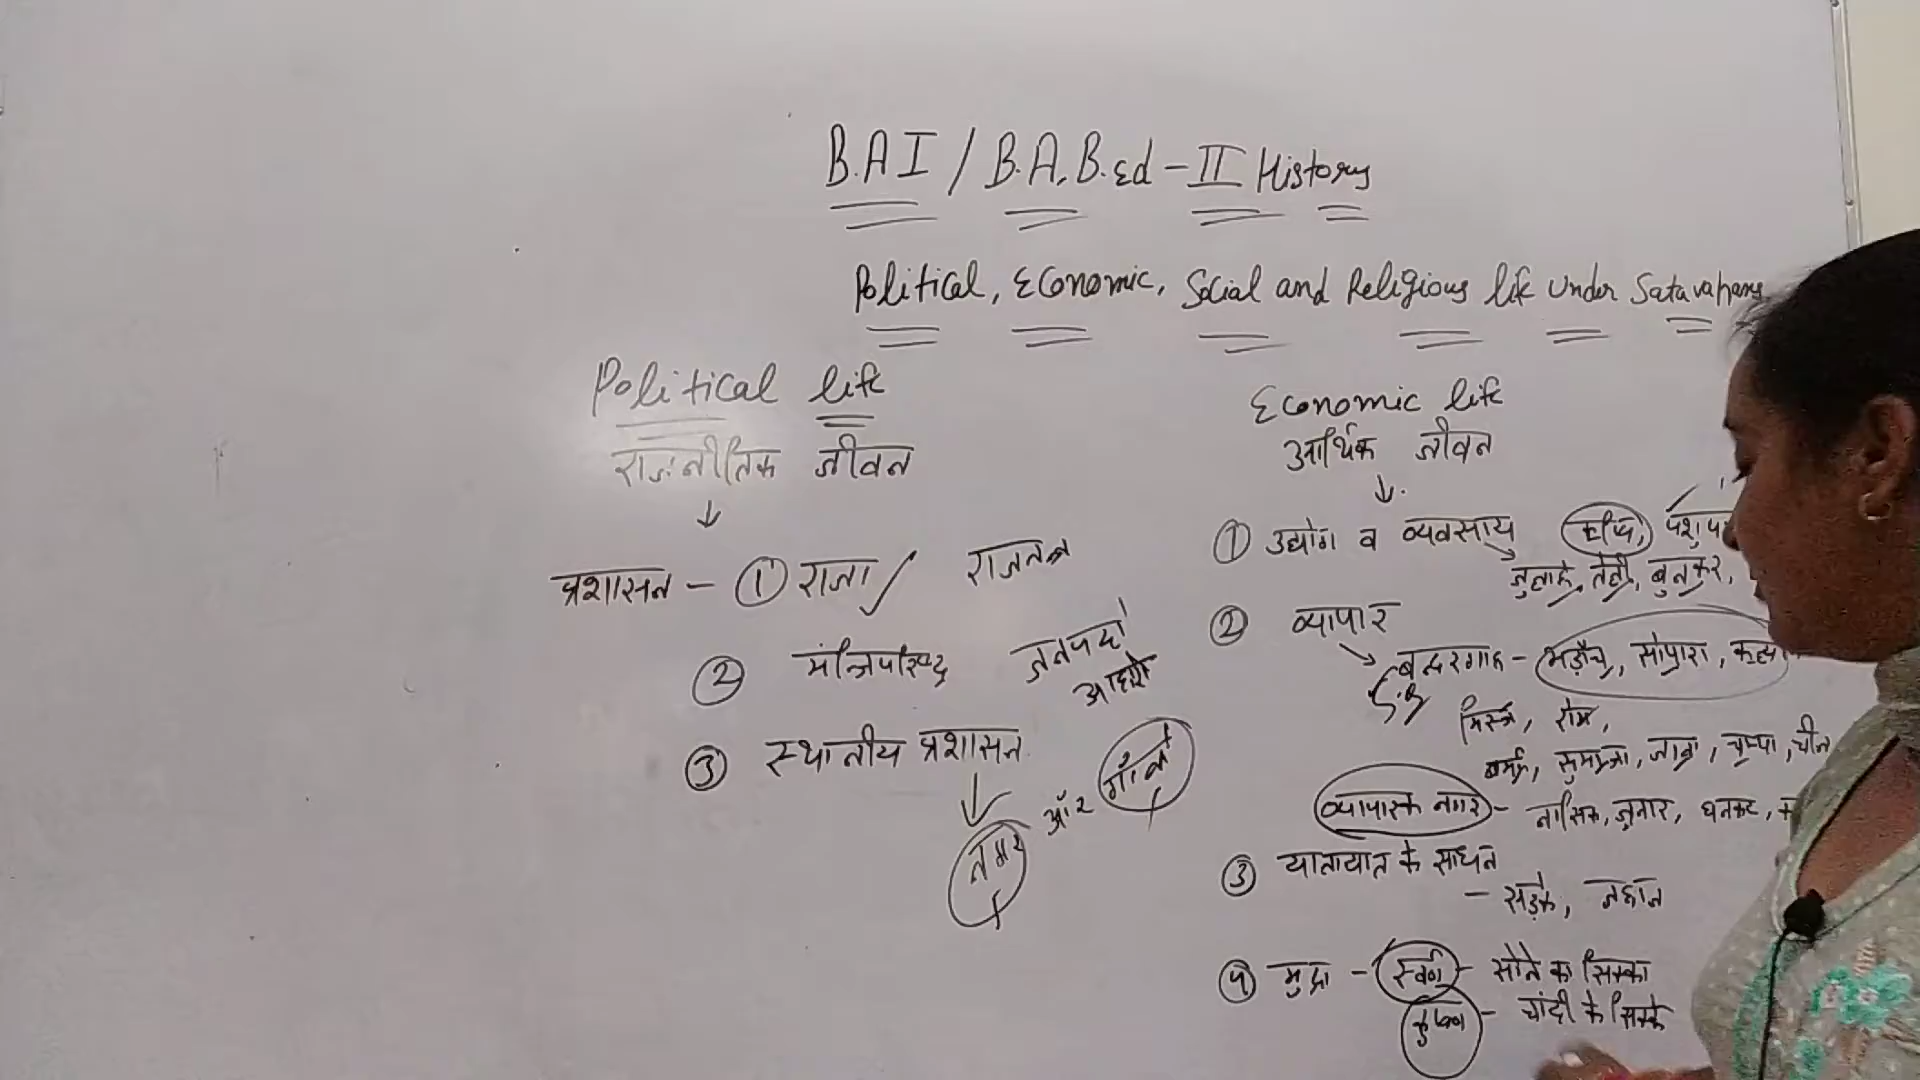 B.A I / B.A. B.Ed - II History
Political, Economic, Social and Religious life under Satavahans
Political life
राजनीतिक जीवन
प्रशासन - ① राजा / राजतन्त्र
② मंत्रिपरिषद्
जनपदो
आहारो
③ स्थानीय प्रशासन
नगर और गाँवो
Economic life
आर्थिक जीवन
① उद्योग व व्यवसाय कृषि, पशुप
जुलाहे, तेली, बुनकर,
② व्यापार
बन्दरगाह - भड़ौच, सोपारा,
मिस्त्र, रोम,
बर्मा, सुमात्रा, जावा, चम्पा, चीन
व्यापारिक नगर - नासिक, जुनार, धनकट,
③ यातायात के साधन
- सड़के, जहाज
④ मुद्रा - स्वर्ण - सोने का सिक्का
कुषण - चांदी के सिक्के